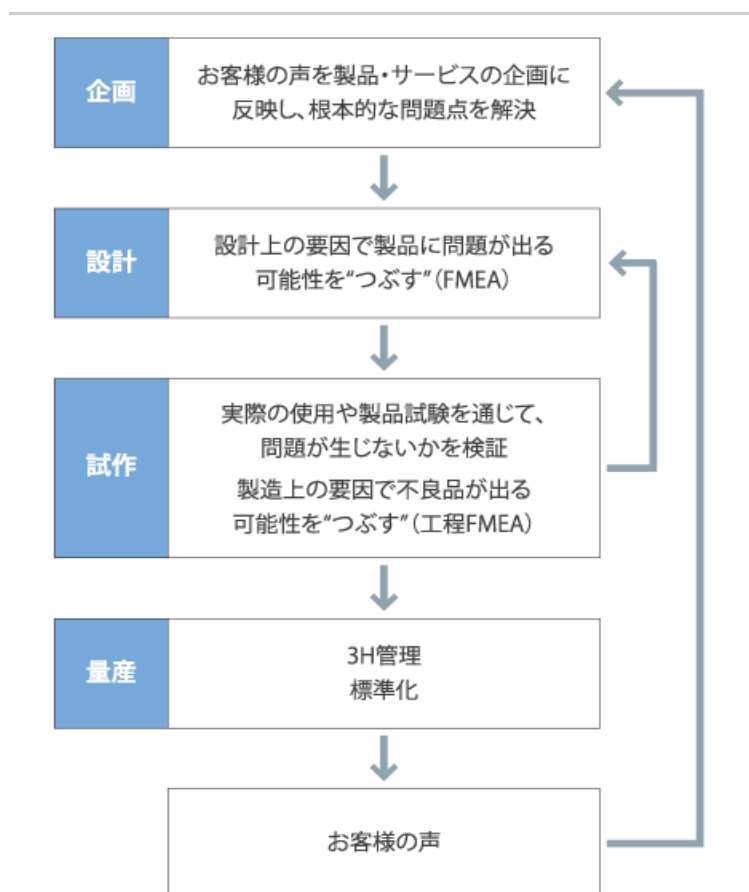 企画
お客様の声を製品・サービスの企画に
反映し、根本的な問題点を解決
設計
設計上の要因で製品に問題が出る
可能性を“つぶす”（FMEA）
試作
実際の使用や製品試験を通じて、
問題が生じないかを検証
製造上の要因で不良品が出る
可能性を“つぶす”（工程FMEA）
量産
3H管理
標準化
お客様の声